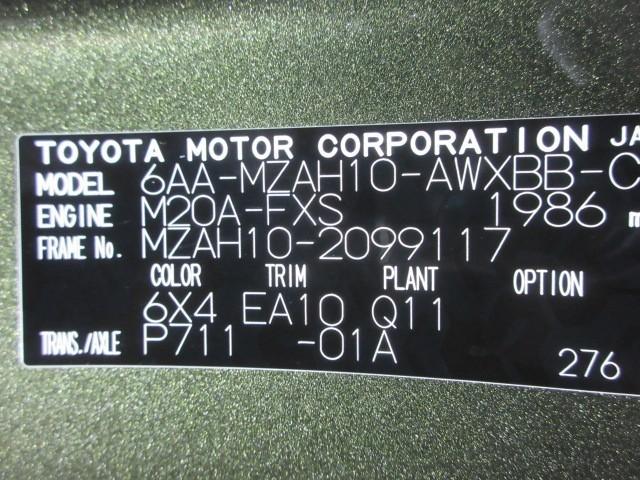 TOYOTA MOTOR CORPORATION JA
MODEL 6AA-MZAH10-AWXBB-C
ENGINE M20A-FXS 1986 m
FRAME No. MZAH10-2099117
COLOR TRIM PLANT OPTION
6X4 EA10 Q11
TRANS./AXLE P711 -01A
276